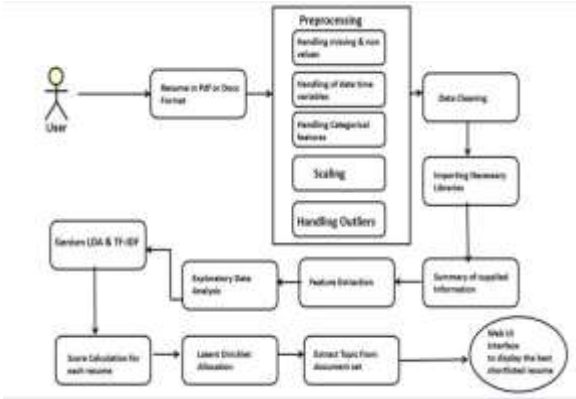 Preprocessing
Handling missing & non
values
Handling of date time
variables
Handling Categorical
features
Scaling
Handling Outliers
User
Resume in Pdf or Docs
Format
Data Cleaning
Importing Necessary
Libraries
Summary of supplied
Information
Feature Extraction
Exploratory Data
Analysis
Gensim LDA & TF-IDF
Score Calculation for
each resume
Latent Dirichlet
Allocation
Extract Topic From
document set
Web UI
Interface
to display the best
shortlisted resume